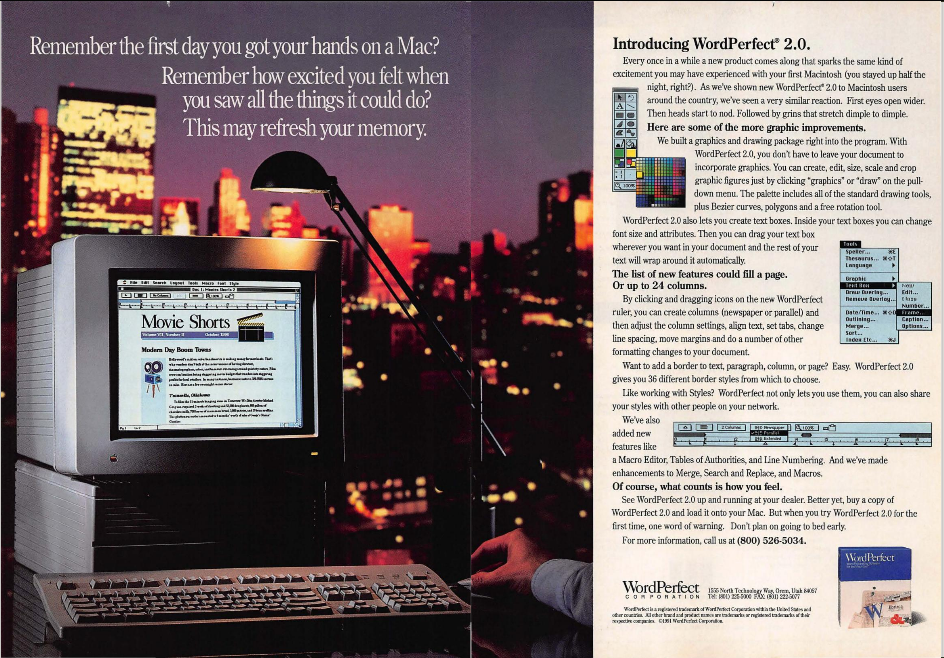 Remember the first day you got your hands on a Mac?
Remember how excited you felt when
you saw all the things it could do?
This may refresh your memory.
File Edit Search Layout Tools Macro Font Style
Movie Shorts
Volume VII, Number 8 October 1990
Modern Day Boom Towns
Introducing WordPerfect® 2.0.
Every once in a while a new product comes along that sparks the same kind of
excitement you may have experienced with your first Macintosh (you stayed up half the
night, right?). As we've shown new WordPerfect® 2.0 to Macintosh users
around the country, we've seen a very similar reaction. First eyes open wider.
Then heads start to nod. Followed by grins that stretch dimple to dimple.
Here are some of the more graphic improvements.
We built a graphics and drawing package right into the program. With
WordPerfect 2.0, you don't have to leave your document to
incorporate graphics. You can create, edit, size, scale and crop
graphic figures just by clicking "graphics" or "draw" on the pull-
down menu. The palette includes all of the standard drawing tools,
plus Bezier curves, polygons and a free rotation tool.
A
100%
WordPerfect 2.0 also lets you create text boxes. Inside your text boxes you can change
font size and attributes. Then you can drag your text box
wherever you want in your document and the rest of your
text will wrap around it automatically.
The list of new features could fill a page.
Or up to 24 columns.
By clicking and dragging icons on the new WordPerfect
ruler, you can create columns (newspaper or parallel) and
then adjust the column settings, align text, set tabs, change
line spacing, move margins and do a number of other
formatting changes to your document.
Tools
Speller... ⌘E
Thesaurus...
Language
Graphic
Text Box
Draw Overlay...
Remove Overlay...
Date/Time...
Outlining...
Merge...
Sort...
Index Etc... ⌘J
New
Edit...
Close
Number...
Frame...
Caption...
Options...
Want to add a border to text, paragraph, column, or page? Easy. WordPerfect 2.0
gives you 36 different border styles from which to choose.
Like working with Styles? WordPerfect not only lets you use them, you can also share
your styles with other people on your network.
We've also
added new
features like
2 Columns Newspaper 100%
Parallel
Extended
a Macro Editor, Tables of Authorities, and Line Numbering. And we've made
enhancements to Merge, Search and Replace, and Macros.
Of course, what counts is how you feel.
See WordPerfect 2.0 up and running at your dealer. Better yet, buy a copy of
WordPerfect 2.0 and load it onto your Mac. But when you try WordPerfect 2.0 for the
first time, one word of warning. Don't plan on going to bed early.
For more information, call us at (800) 526-5034.
WordPerfect
CORPORATION
1555 North Technology Way, Orem, Utah 84057
Tel: (801) 225-5000 FAX: (801) 222-5077
WordPerfect is a registered trademark of WordPerfect Corporation within the United States and
other countries. All other brand and product names are trademarks or registered trademarks of their
respective companies. ©1991 WordPerfect Corporation.
WordPerfect
W